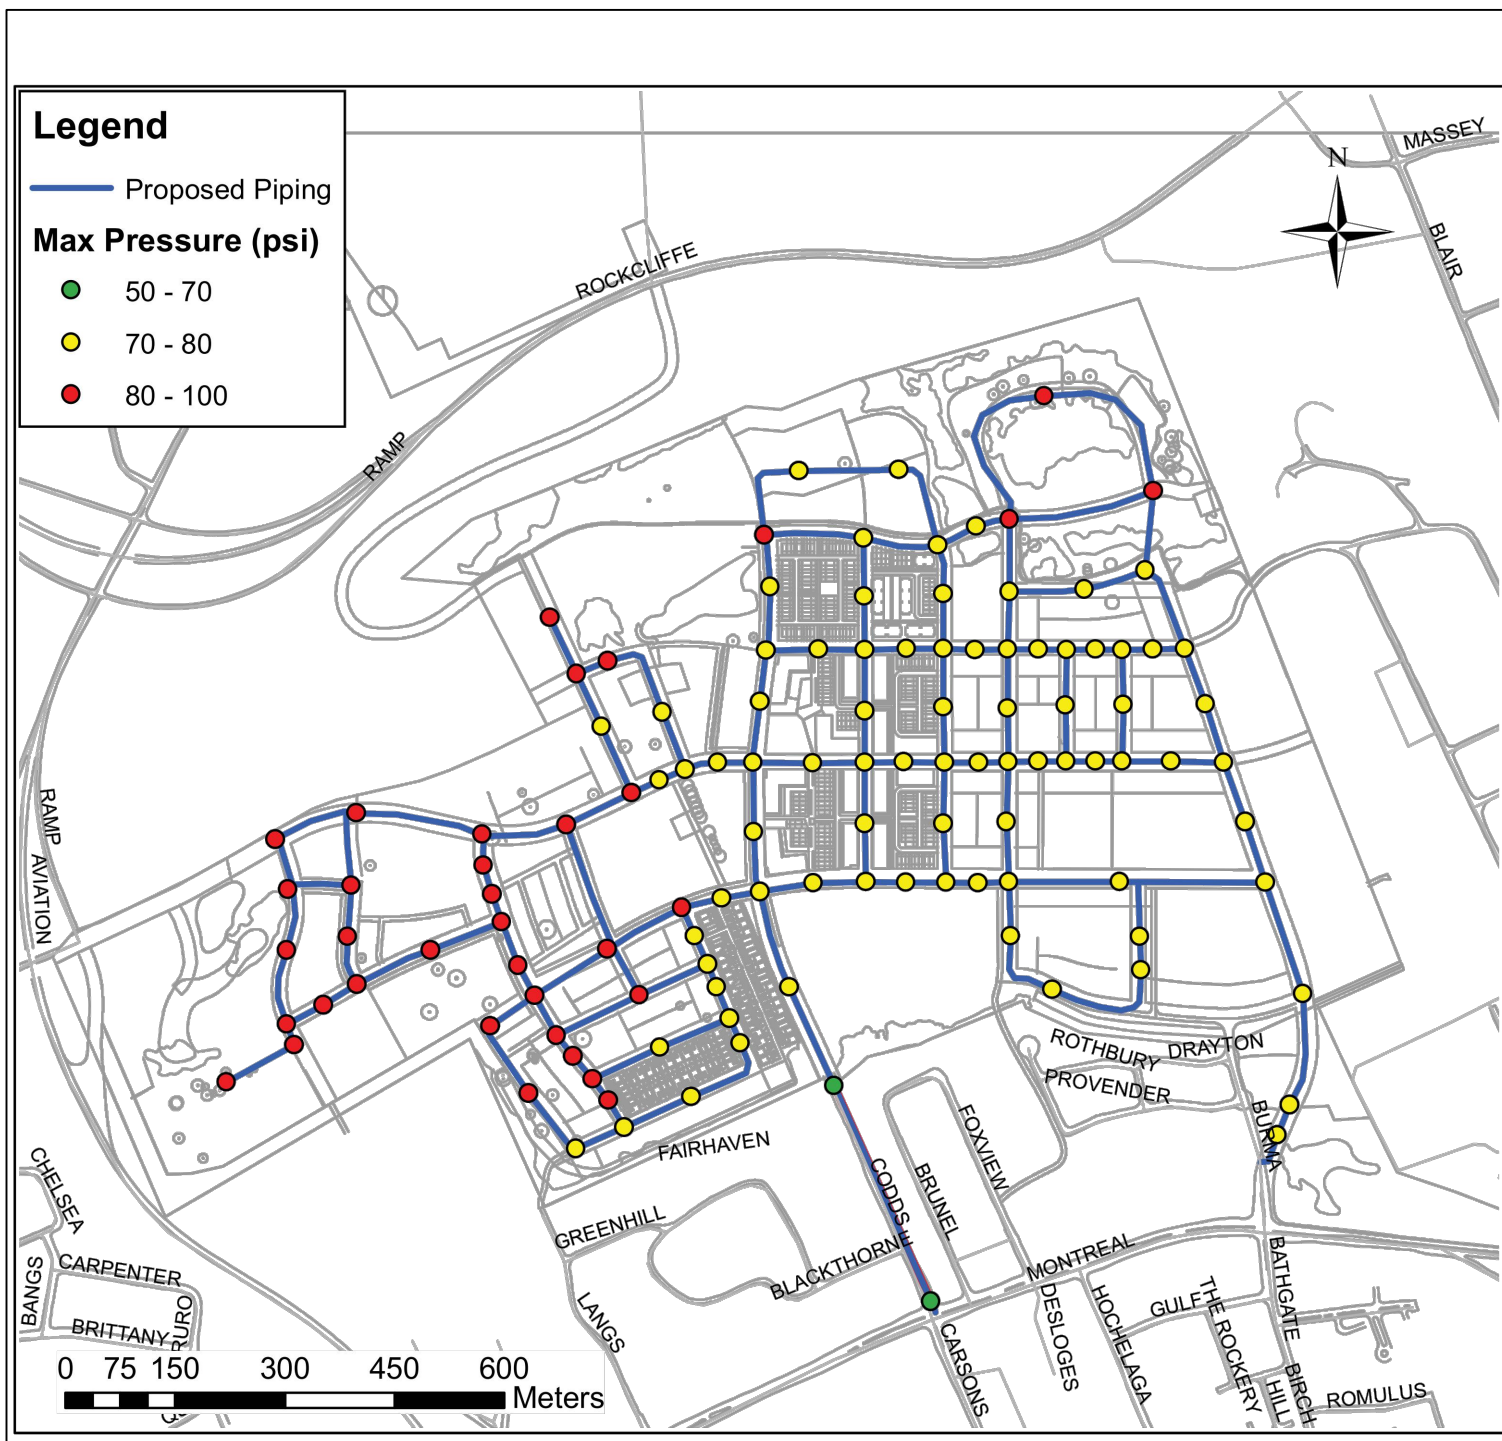 Legend
Proposed Piping
Max Pressure (psi)
50 - 70
70 - 80
80 - 100
MASSEY
N
BLAIR
ROCKCLIFFE
RAMP
RAMP
AVIATION
ROTHBURY
DRAYTON
PROVENDER
BURMA
FAIRHAVEN
FOXVIEW
BRUNEL
CODDS
CHELSEA
GREENHILL
BLACKTHORNE
MONTREAL
CARPENTER
BANGS
BRITTANY
LANGS
DESLOGES
HOCHELAGA
GULF
THE ROCKERY
BATHGATE
CARSONS
HILL
BIRCH
ROMULUS
0 75 150 300 450 600
Meters